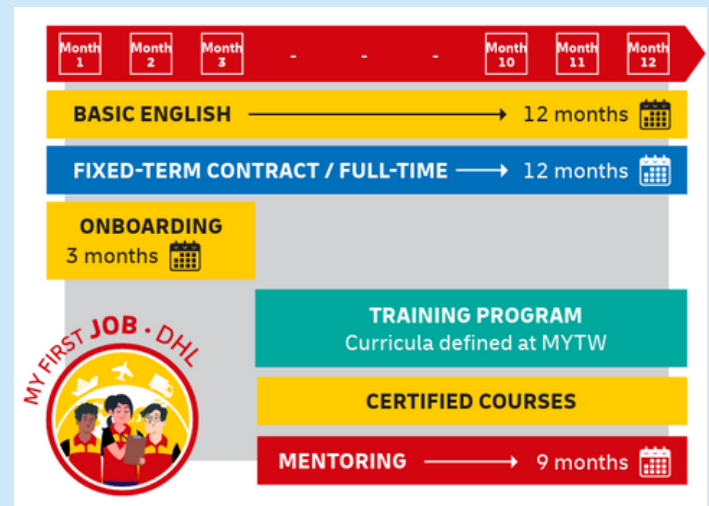 Month 1
Month 2
Month 3
-
-
-
Month 10
Month 11
Month 12
BASIC ENGLISH 12 months
FIXED-TERM CONTRACT / FULL-TIME 12 months
ONBOARDING
3 months
TRAINING PROGRAM
Curricula defined at MYTW
CERTIFIED COURSES
MENTORING 9 months
MY FIRST JOB · DHL